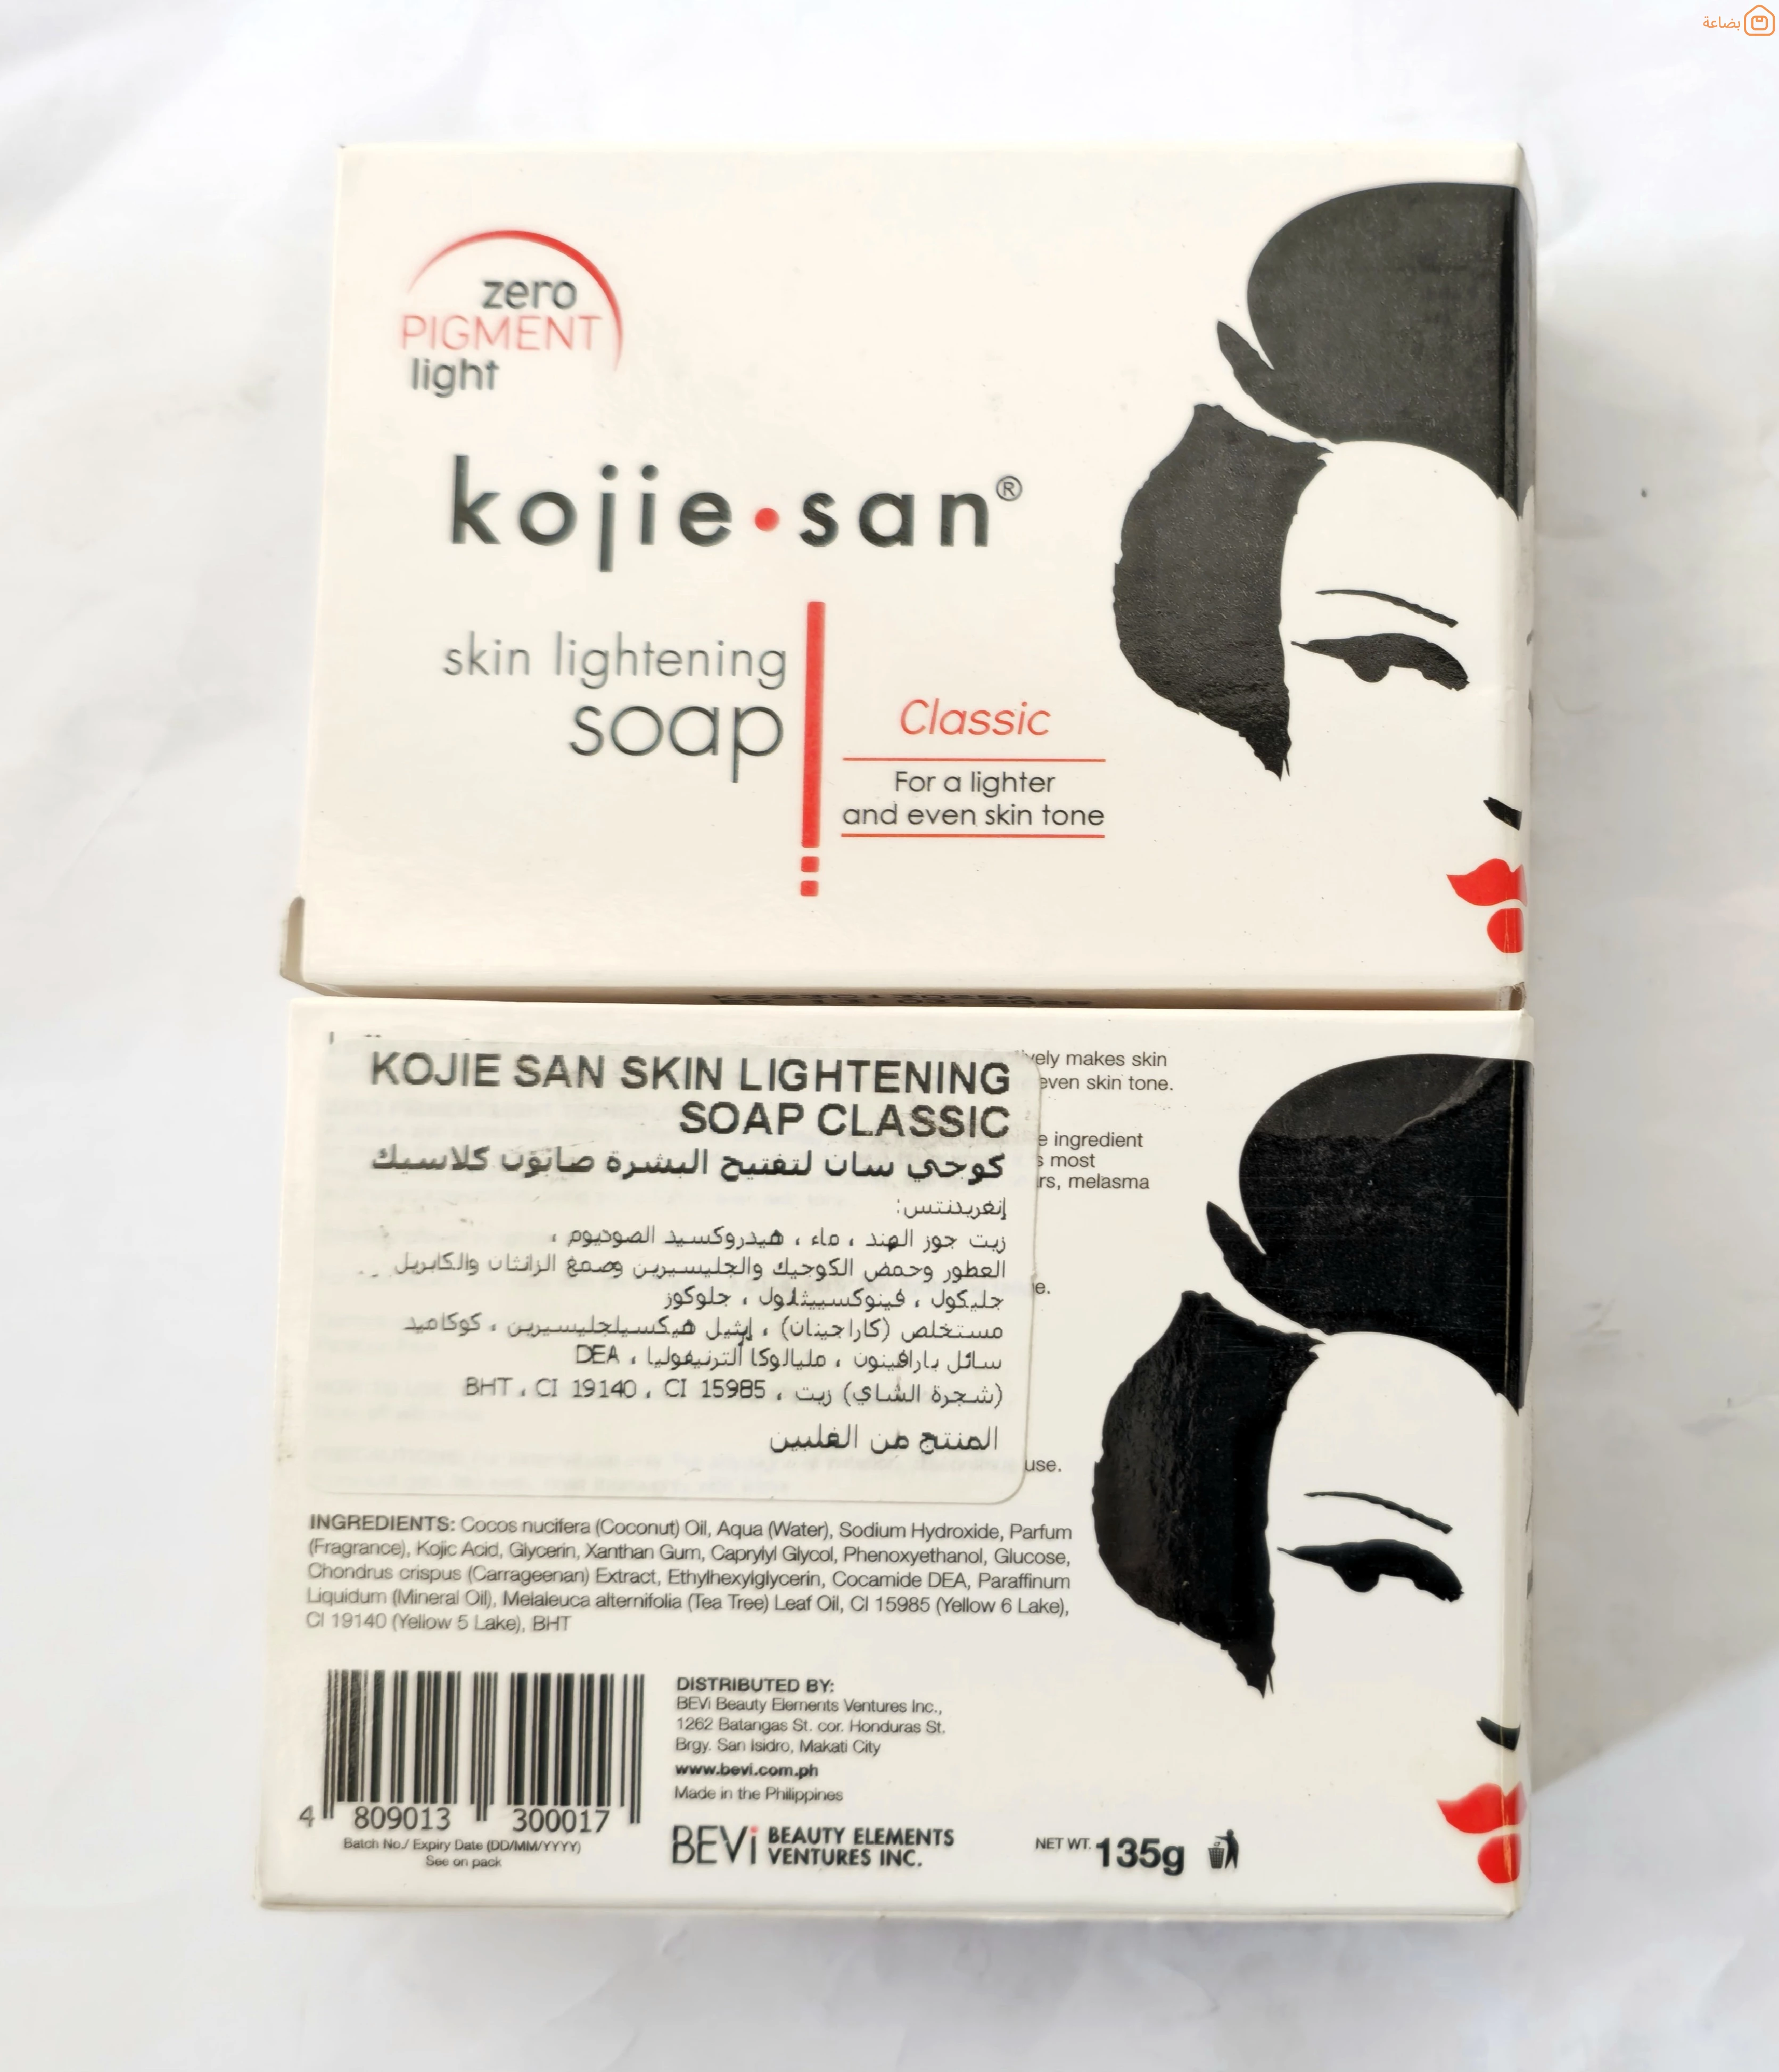 بضاعة
zero
PIGMENT
light
kojie•san®
skin lightening
soap
Classic
For a lighter
and even skin tone
KOJIE SAN SKIN LIGHTENING
SOAP CLASSIC
كوجي سان لتفتيح البشرة صابون كلاسيك
إنغريدنتس:
زيت جوز الهند ، ماء ، هيدروكسيد الصوديوم ،
العطور وحمض الكوجيك والجليسيرين وصمغ الزانثان والكابريل
جليكول ، فينوكسييثانول ، جلوكوز
مستخلص (كاراجينان) ، إيثيل هيكسيلجليسيرين ، كوكاميد
سائل بارافينون ، ملياالوكا ألترنيفوليا ، DEA
(شجرة الشاي) زيت ، BHT ، CI 19140 ، CI 15985
المنتج من الفلبين
makes skin
even skin tone.
ingredient
most
melasma
use.
INGREDIENTS: Cocos nucifera (Coconut) Oil, Aqua (Water), Sodium Hydroxide, Parfum
(Fragrance), Kojic Acid, Glycerin, Xanthan Gum, Caprylyl Glycol, Phenoxyethanol, Glucose,
Chondrus crispus (Carrageenan) Extract, Ethylhexylglycerin, Cocamide DEA, Paraffinum
Liquidum (Mineral Oil), Melaleuca alternifolia (Tea Tree) Leaf Oil, CI 15985 (Yellow 6 Lake),
CI 19140 (Yellow 5 Lake), BHT
4 809013 300017
Batch No./ Expiry Date (DD/MM/YYYY)
See on pack
DISTRIBUTED BY:
BEVi Beauty Elements Ventures Inc.,
1262 Batangas St. cor. Honduras St.
Brgy. San Isidro, Makati City
www.bevi.com.ph
Made in the Philippines
BEVi BEAUTY ELEMENTS
VENTURES INC.
NET WT. 135g